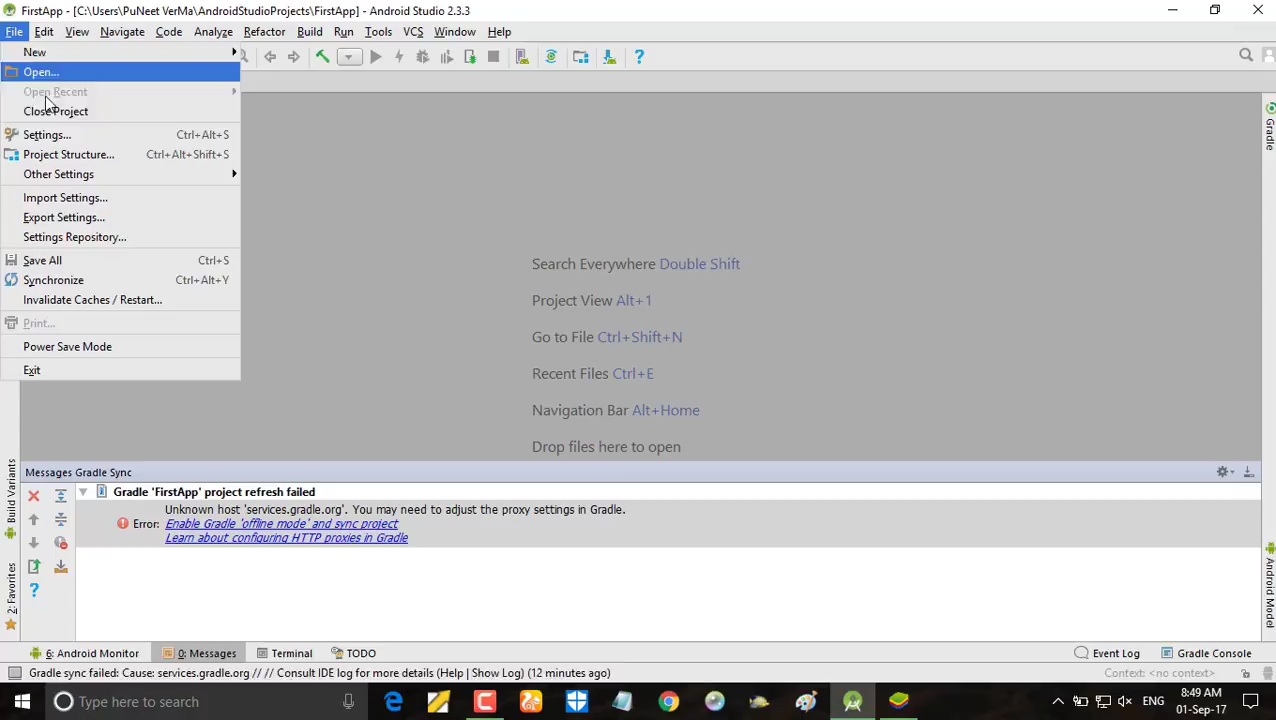 FirstApp - [C:\Users\PuNeet VerMa\AndroidStudioProjects\FirstApp] - Android Studio 2.3.3
File Edit View Navigate Code Analyze Refactor Build Run Tools VCS Window Help
New
Open...
Open Recent
Close Project
Settings... Ctrl+Alt+S
Project Structure... Ctrl+Alt+Shift+S
Other Settings
Import Settings...
Export Settings...
Settings Repository...
Save All Ctrl+S
Synchronize Ctrl+Alt+Y
Invalidate Caches / Restart...
Print...
Power Save Mode
Exit
Gradle
Search Everywhere Double Shift
Project View Alt+1
Go to File Ctrl+Shift+N
Recent Files Ctrl+E
Navigation Bar Alt+Home
Drop files here to open
Build Variants
2: Favorites
Android Model
Messages Gradle Sync
Gradle 'FirstApp' project refresh failed
Unknown host 'services.gradle.org'. You may need to adjust the proxy settings in Gradle.
Error: Enable Gradle 'offline mode' and sync project
Learn about configuring HTTP proxies in Gradle
6: Android Monitor 0: Messages Terminal TODO Event Log Gradle Console
Gradle sync failed: Cause: services.gradle.org // // Consult IDE log for more details (Help | Show Log) (12 minutes ago) Context: <no context>
Type here to search
ENG
8:49 AM
01-Sep-17